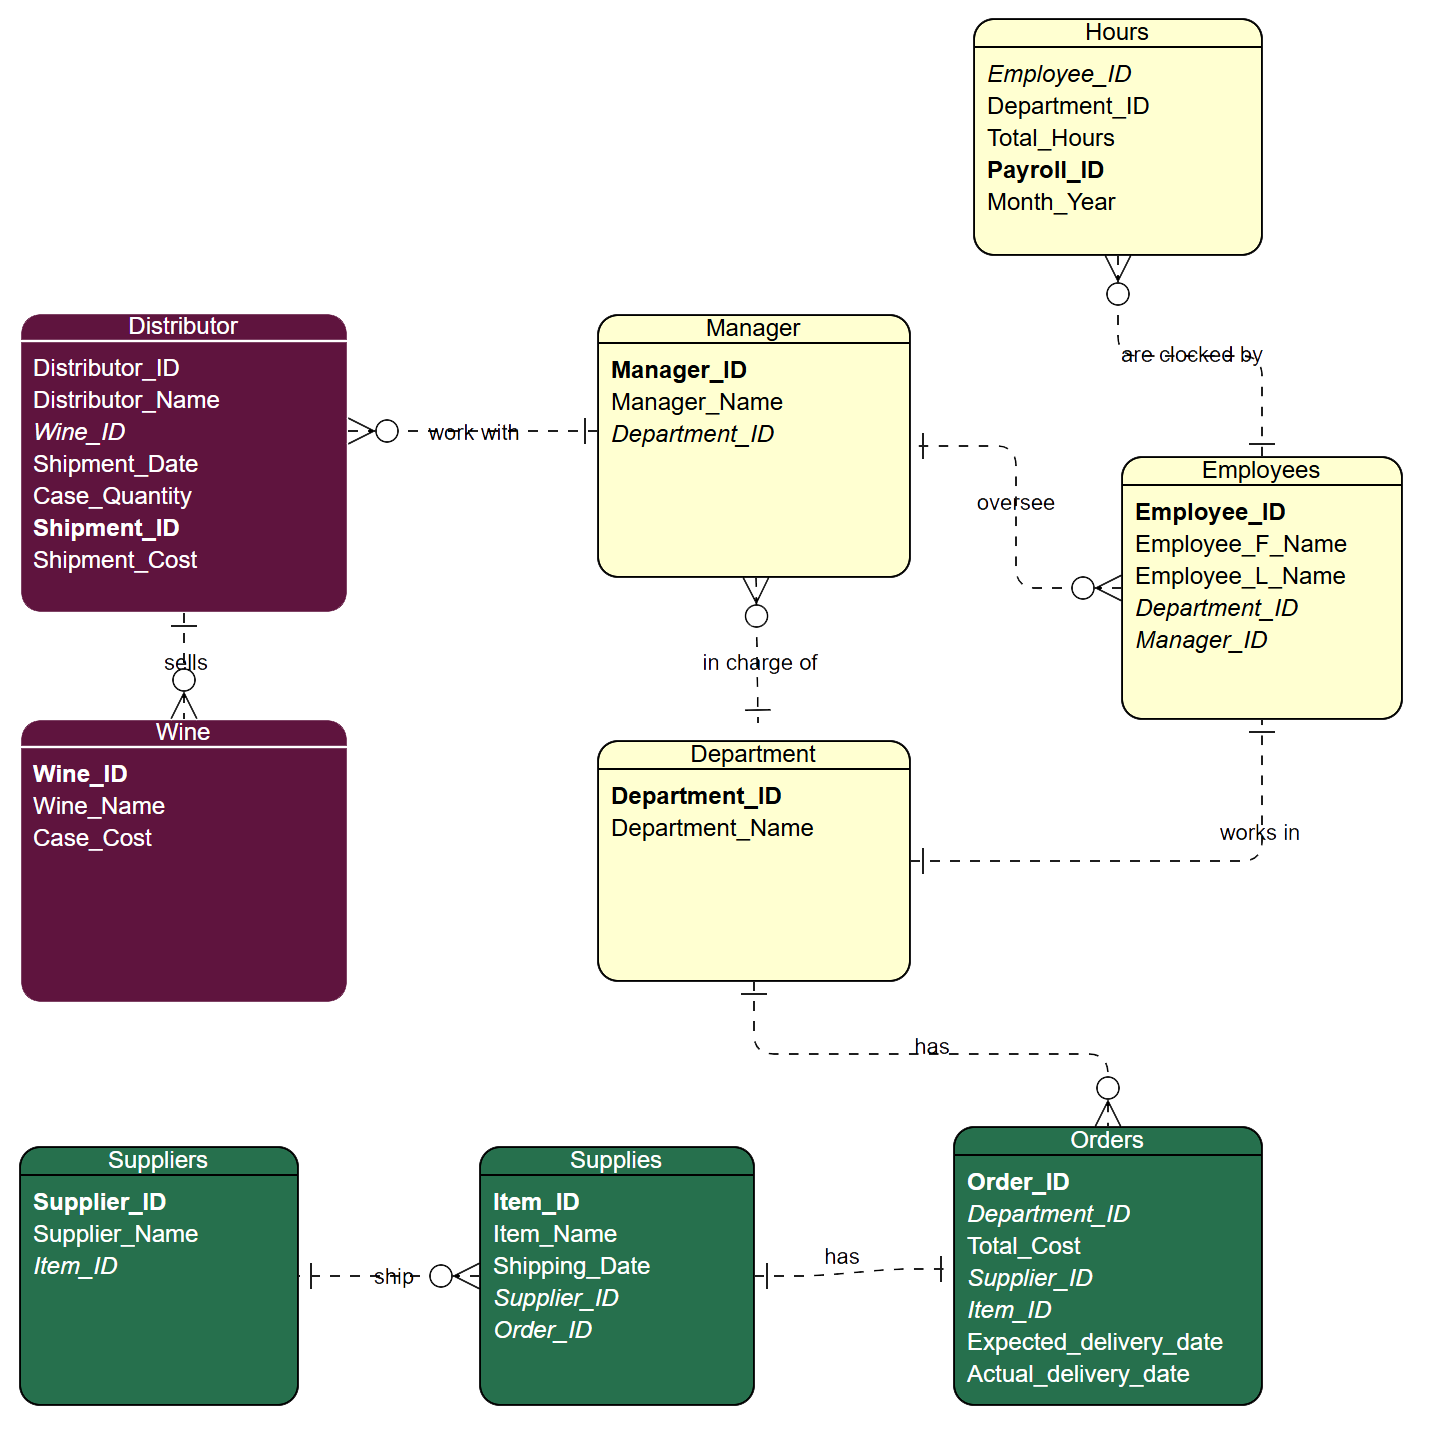 Hours
Employee_ID
Department_ID
Total_Hours
Payroll_ID
Month_Year
are clocked by
Distributor
Distributor_ID
Distributor_Name
Wine_ID
Shipment_Date
Case_Quantity
Shipment_ID
Shipment_Cost
work with
Manager
Manager_ID
Manager_Name
Department_ID
oversee
Employees
Employee_ID
Employee_F_Name
Employee_L_Name
Department_ID
Manager_ID
sells
in charge of
Wine
Wine_ID
Wine_Name
Case_Cost
Department
Department_ID
Department_Name
works in
has
Suppliers
Supplier_ID
Supplier_Name
Item_ID
ship
Supplies
Item_ID
Item_Name
Shipping_Date
Supplier_ID
Order_ID
has
Orders
Order_ID
Department_ID
Total_Cost
Supplier_ID
Item_ID
Expected_delivery_date
Actual_delivery_date